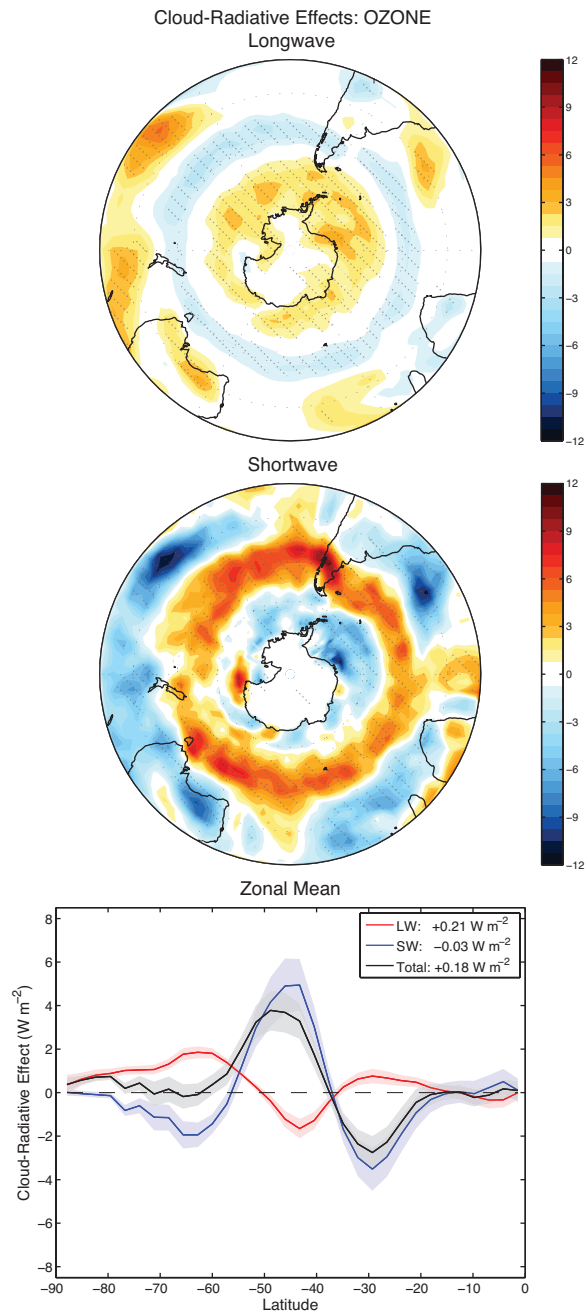 Cloud-Radiative Effects: OZONE
Longwave
12
9
6
3
0
−3
−6
−9
−12
Shortwave
12
9
6
3
0
−3
−6
−9
−12
Zonal Mean
8
6
4
2
0
−2
−4
−6
−8
Cloud-Radiative Effect (W m⁻²)
LW: +0.21 W m⁻²
SW: −0.03 W m⁻²
Total: +0.18 W m⁻²
−90 −80 −70 −60 −50 −40 −30 −20 −10 0
Latitude